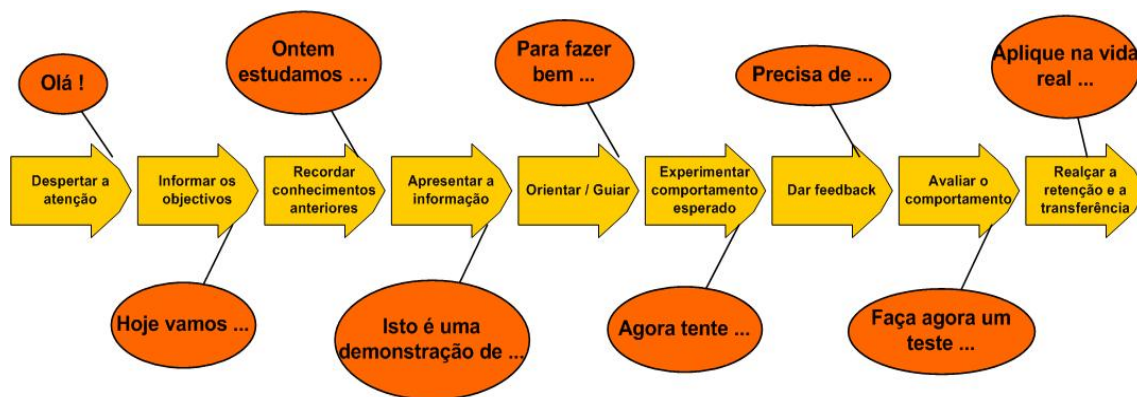 Olá !
Ontem
estudamos ...
Para fazer
bem ...
Precisa de ...
Aplique na vida
real ...
Despertar a
atenção
Informar os
objectivos
Recordar
conhecimentos
anteriores
Apresentar a
informação
Orientar / Guiar
Experimentar
comportamento
esperado
Dar feedback
Avaliar o
comportamento
Realçar a
retenção e a
transferência
Hoje vamos ...
Isto é uma
demonstração de ...
Agora tente ...
Faça agora um
teste ...